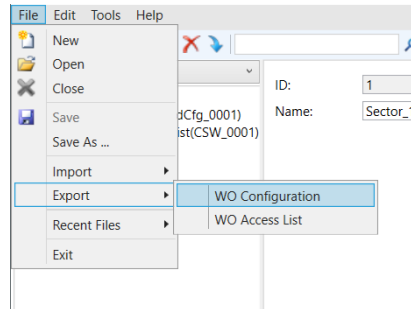 File Edit Tools Help
New
Open
Close
ID: 1
dCfg_0001)
Name: Sector_1
Save
ist(CSW_0001)
Save As ...
Import
Export
WO Configuration
WO Access List
Recent Files
Exit